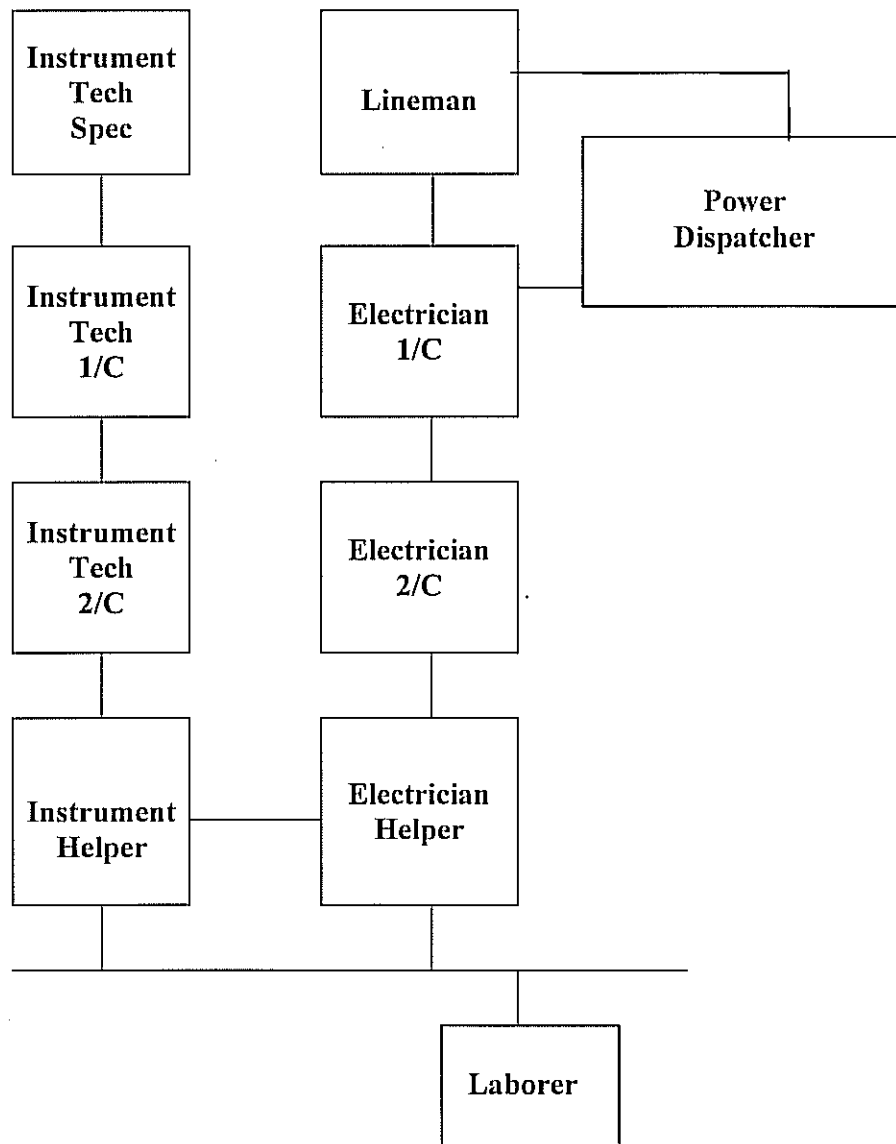 Instrument
Tech
Spec
Lineman
Power
Dispatcher
Instrument
Tech
1/C
Electrician
1/C
Instrument
Tech
2/C
Electrician
2/C
Instrument
Helper
Electrician
Helper
Laborer